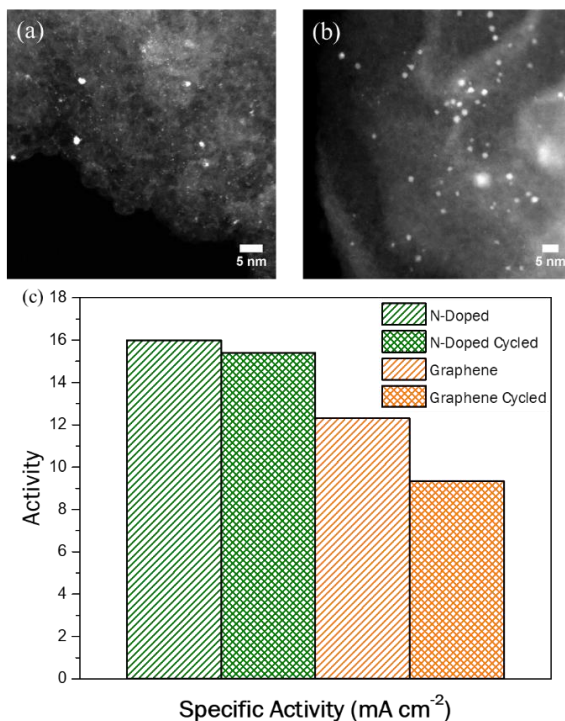 (a)
(b)
5 nm
5 nm
(c)
18
16
14
12
10
8
6
4
2
0
Activity
N-Doped
N-Doped Cycled
Graphene
Graphene Cycled
Specific Activity (mA cm⁻²)